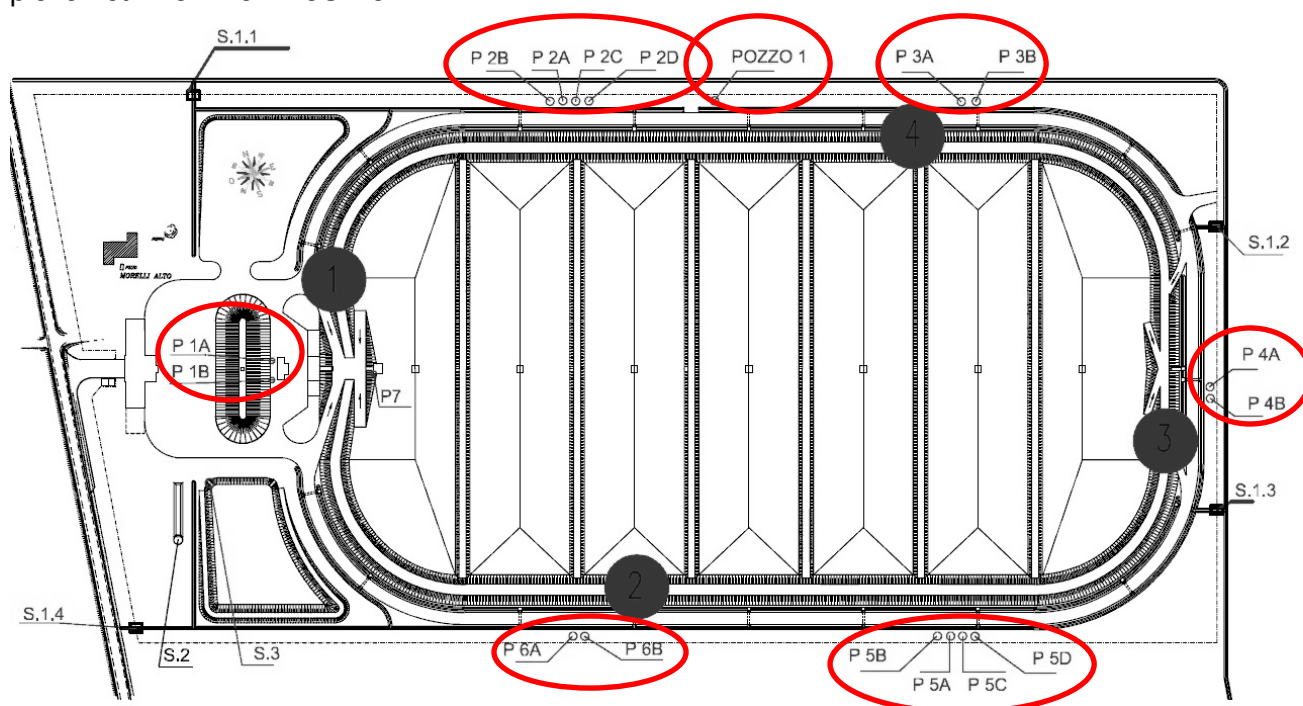 S.1.1
P 2B P 2A P 2C P 2D
POZZO 1
P 3A P 3B
4
S.1.2
MORELLI ALTO
1
P 1A
P 1B
P7
P 4A
P 4B
3
S.1.3
2
S.1.4
S.2
S.3
P 6A P 6B
P 5B P 5D
P 5A P 5C